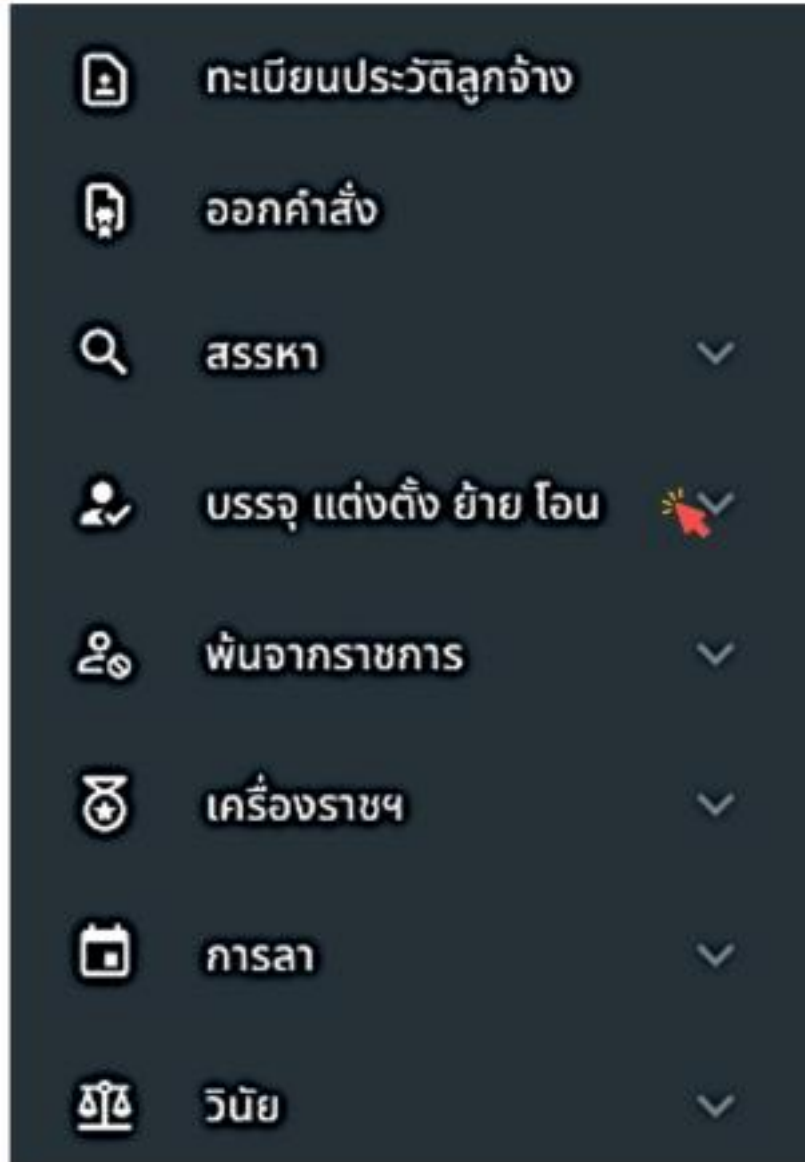 ทะเบียนประวัติลูกจ้าง
ออกคำสั่ง
สรรหา
บรรจุ แต่งตั้ง ย้าย โอน
พ้นจากราชการ
เครื่องราชฯ
การลา
วินัย